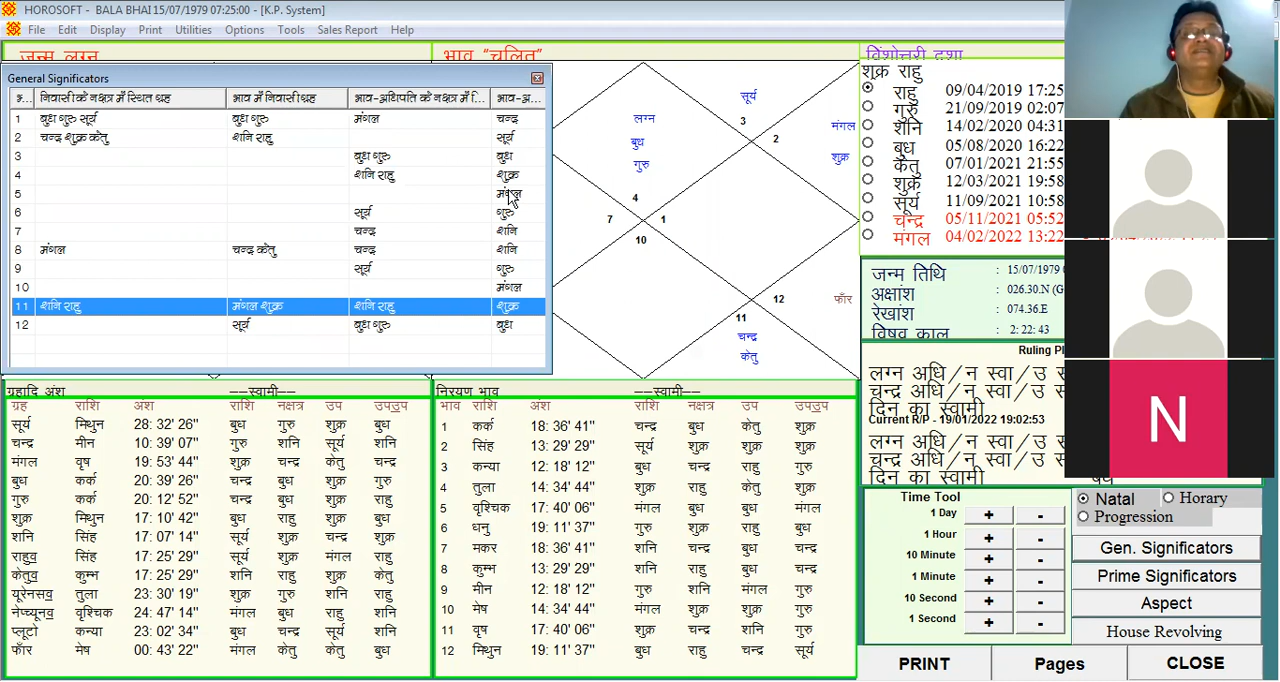 HOROSOFT - BALA BHAI 15/07/1979 07:25:00 - [K.P. System]
File Edit Display Print Utilities Options Tools Sales Report Help
जन्म लग्न
भाव "चलित"
विंशोत्तरी दशा
General Significators
निवासी के नक्षत्र में स्थित ग्रह भाव में निवासी ग्रह भाव-अधिपति के नक्षत्र में ि... भाव-अ...
1 बुध गुरु सूर्य बुध गुरु मंगल चन्द्र
2 चन्द्र शुक्र केतु शनि राहु सूर्य
3 बुध गुरु बुध
4 शनि राहु शुक्र
5 मंगल
6 सूर्य गुरु
7 चन्द्र शनि
8 मंगल चन्द्र केतु चन्द्र शनि
9 सूर्य गुरु
10 मंगल
11 शनि राहु मंगल शुक्र शनि राहु शुक्र
12 सूर्य बुध गुरु बुध
सूर्य
3
लग्न
बुध
गुरु
2
मंगल
शुक्र
4
7 1
10
12 फॉर
11
चन्द्र
केतु
शुक्र राहु
राहु 09/04/2019 17:25
गुरु 21/09/2019 02:07
शनि 14/02/2020 04:31
बुध 05/08/2020 16:22
केतु 07/01/2021 21:55
शुक्र 12/03/2021 19:58
सूर्य 11/09/2021 10:58
चन्द्र 05/11/2021 05:52
मंगल 04/02/2022 13:22
जन्म तिथि : 15/07/1979
अक्षांश : 026.30.N (G
रेखांश : 074.36.E
विषुव काल : 2: 22: 43
Ruling Pl
लग्न अधि/न स्वा/उ स
चन्द्र अधि/न स्वा/उ स
दिन का स्वामी
Current R/P - 19/01/2022 19:02:53
लग्न अधि/न स्वा/उ स
चन्द्र अधि/न स्वा/उ स
दिन का स्वामी
N
ग्रहादि अंश ––स्वामी––
ग्रह राशि अंश राशि नक्षत्र उप उपउप
सूर्य मिथुन 28: 32' 26" बुध गुरु शुक्र बुध
चन्द्र मीन 10: 39' 07" गुरु शनि सूर्य शनि
मंगल वृष 19: 53' 44" शुक्र चन्द्र केतु चन्द्र
बुध कर्क 20: 39' 26" चन्द्र बुध शुक्र गुरु
गुरु कर्क 20: 12' 52" चन्द्र बुध शुक्र शनि
शुक्र मिथुन 17: 10' 42" बुध राहु शुक्र बुध
शनि सिंह 17: 07' 14" सूर्य शुक्र चन्द्र शुक्र
राहुव सिंह 17: 25' 29" सूर्य शुक्र मंगल राहु
केतुव कुम्भ 17: 25' 29" शनि राहु शुक्र केतु
यूरेनसव तुला 23: 30' 19" शुक्र गुरु शनि राहु
नेप्च्यूनव वृश्चिक 24: 47' 14" मंगल बुध राहु शनि
प्लूटो कन्या 23: 02' 34" बुध चन्द्र सूर्य शनि
फॉर मेष 00: 43' 22" मंगल केतु केतु बुध
निरयण भाव ––स्वामी––
भाव राशि अंश राशि नक्षत्र उप उपउप
1 कर्क 18: 36' 41" चन्द्र बुध केतु शुक्र
2 सिंह 13: 29' 29" सूर्य शुक्र शुक्र शुक्र
3 कन्या 12: 18' 12" बुध चन्द्र राहु गुरु
4 तुला 14: 34' 44" शुक्र राहु केतु शुक्र
5 वृश्चिक 17: 40' 06" मंगल बुध बुध मंगल
6 धनु 19: 11' 37" गुरु शुक्र राहु बुध
7 मकर 18: 36' 41" शनि चन्द्र बुध चन्द्र
8 कुम्भ 13: 29' 29" शनि राहु बुध चन्द्र
9 मीन 12: 18' 12" गुरु शनि मंगल गुरु
10 मेष 14: 34' 44" मंगल शुक्र शुक्र गुरु
11 वृष 17: 40' 06" शुक्र चन्द्र शनि गुरु
12 मिथुन 19: 11' 37" बुध राहु चन्द्र सूर्य
Time Tool
1 Day + -
1 Hour + -
10 Minute + -
1 Minute + -
10 Second + -
1 Second + -
Natal Horary
Progression
Gen. Significators
Prime Significators
Aspect
House Revolving
PRINT Pages CLOSE